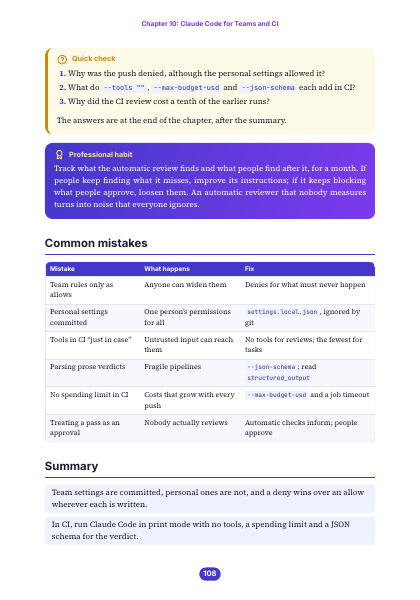 Chapter 10: Claude Code for Teams and CI
Quick check
1. Why was the push denied, although the personal settings allowed it?
2. What do --tools "", --max-budget-usd and --json-schema each add in CI?
3. Why did the CI review cost a tenth of the earlier runs?
The answers are at the end of the chapter, after the summary.
Professional habit
Track what the automatic review finds and what people find after it, for a month. If
people keep finding what it misses, improve its instructions; if it keeps blocking
what people approve, loosen them. An automatic reviewer that nobody measures
turns into noise that everyone ignores.
Common mistakes
Mistake What happens Fix
Team rules only as Anyone can widen them Denies for what must never happen
allows
Personal settings One person's permissions settings.local.json, ignored by
committed for all git
Tools in CI "just in case" Untrusted input can reach No tools for reviews; the fewest for
them tasks
Parsing prose verdicts Fragile pipelines --json-schema; read
structured_output
No spending limit in CI Costs that grow with every --max-budget-usd and a job timeout
push
Treating a pass as an Nobody actually reviews Automatic checks inform; people
approval approve
Summary
Team settings are committed, personal ones are not, and a deny wins over an allow
wherever each is written.
In CI, run Claude Code in print mode with no tools, a spending limit and a JSON
schema for the verdict.
108